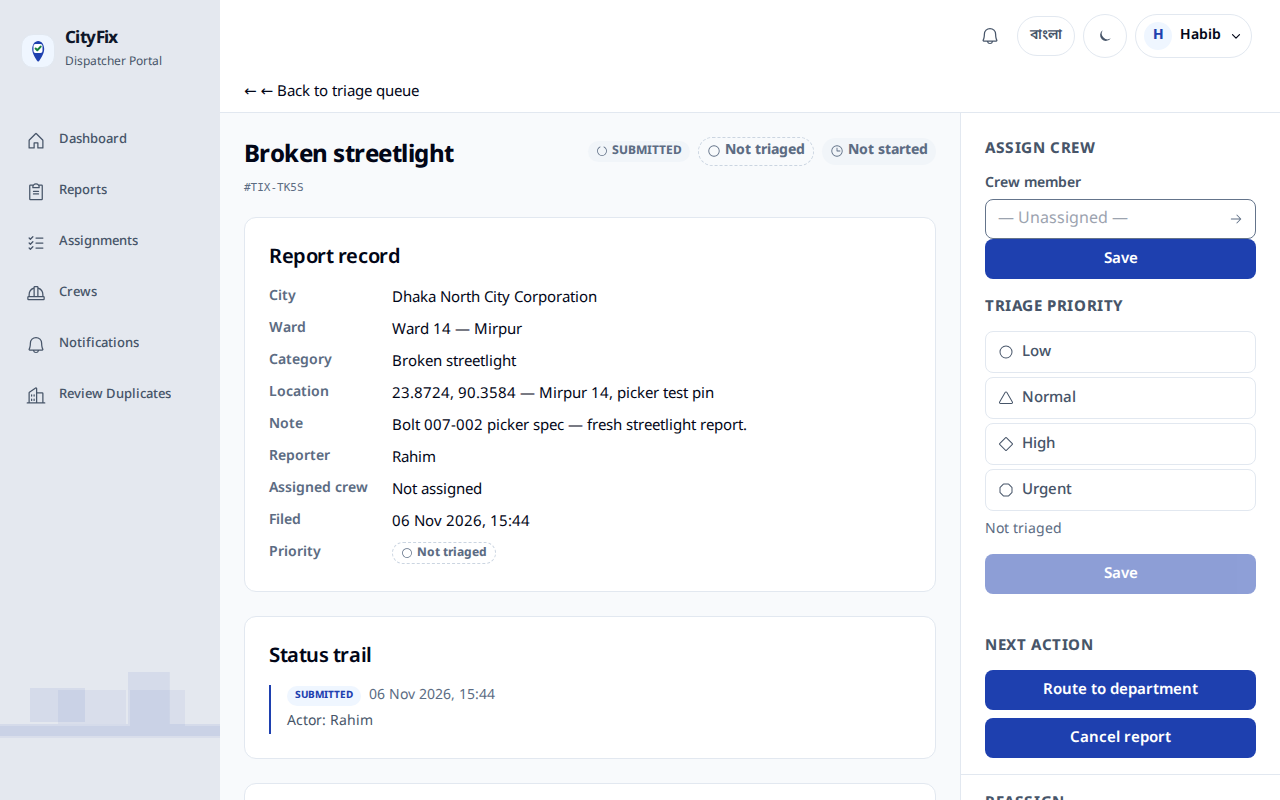 CityFix
Dispatcher Portal
Dashboard
Reports
Assignments
Crews
Notifications
Review Duplicates
বাংলা
H Habib
← ← Back to triage queue
Broken streetlight
SUBMITTED
Not triaged
Not started
#TIX-TK5S
Report record
City Dhaka North City Corporation
Ward Ward 14 — Mirpur
Category Broken streetlight
Location 23.8724, 90.3584 — Mirpur 14, picker test pin
Note Bolt 007-002 picker spec — fresh streetlight report.
Reporter Rahim
Assigned crew Not assigned
Filed 06 Nov 2026, 15:44
Priority Not triaged
Status trail
SUBMITTED 06 Nov 2026, 15:44
Actor: Rahim
ASSIGN CREW
Crew member
— Unassigned — →
Save
TRIAGE PRIORITY
Low
Normal
High
Urgent
Not triaged
Save
NEXT ACTION
Route to department
Cancel report
REASSIGN